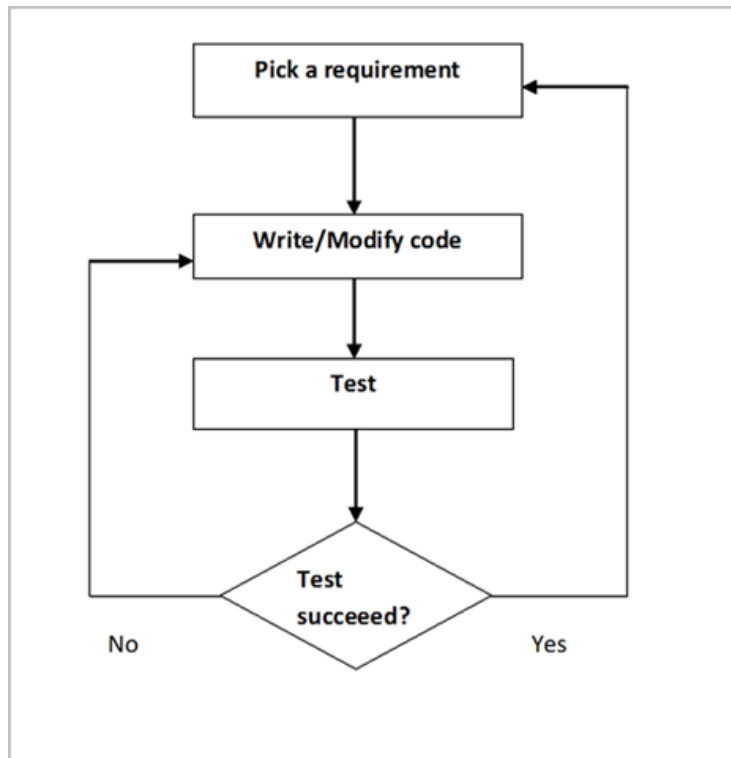 Pick a requirement
Write/Modify code
Test
Test
succeeed?
No
Yes